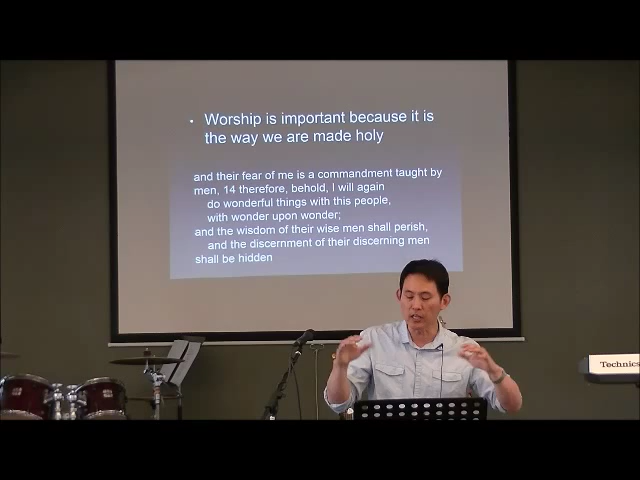 • Worship is important because it is
the way we are made holy
and their fear of me is a commandment taught by
men, 14 therefore, behold, I will again
do wonderful things with this people,
with wonder upon wonder;
and the wisdom of their wise men shall perish,
and the discernment of their discerning men
shall be hidden
Technics